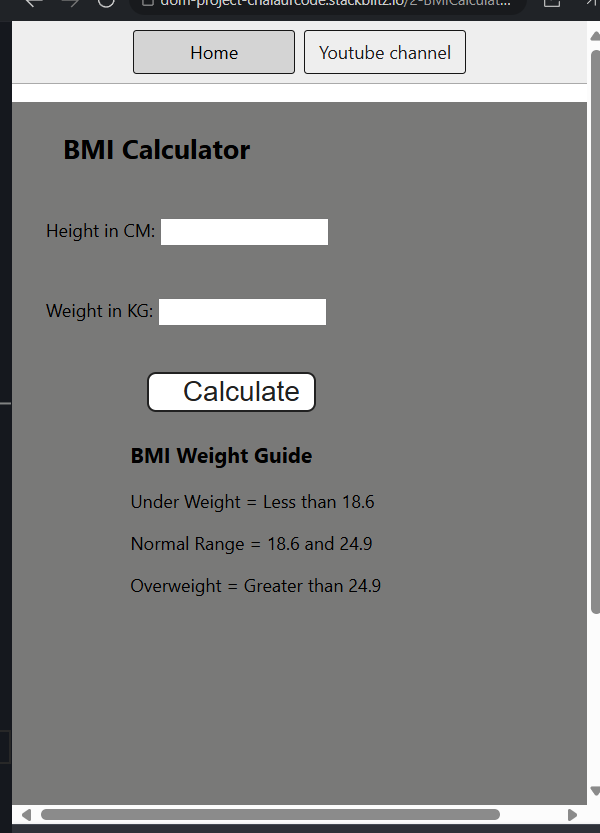 dom-project-chaiaurcode.stackblitz.io/2-BMICalculat...
Home
Youtube channel
BMI Calculator
Height in CM:
Weight in KG:
Calculate
BMI Weight Guide
Under Weight = Less than 18.6
Normal Range = 18.6 and 24.9
Overweight = Greater than 24.9